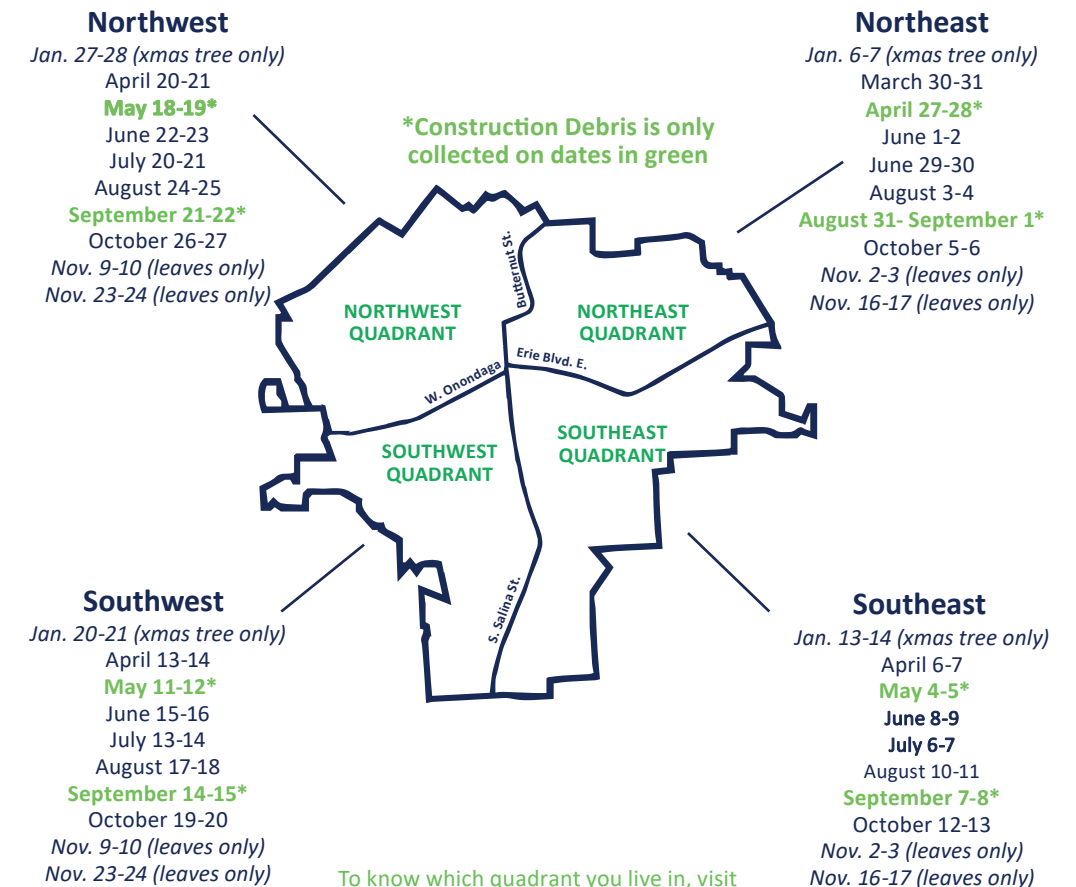 Northwest
Jan. 27-28 (xmas tree only)
April 20-21
May 18-19*
June 22-23
July 20-21
August 24-25
September 21-22*
October 26-27
Nov. 9-10 (leaves only)
Nov. 23-24 (leaves only)
Northeast
Jan. 6-7 (xmas tree only)
March 30-31
April 27-28*
June 1-2
June 29-30
August 3-4
August 31- September 1*
October 5-6
Nov. 2-3 (leaves only)
Nov. 16-17 (leaves only)
*Construction Debris is only
collected on dates in green
Butternut St.
NORTHWEST
QUADRANT
NORTHEAST
QUADRANT
Erie Blvd. E.
W. Onondaga
SOUTHWEST
QUADRANT
SOUTHEAST
QUADRANT
S. Salina St.
Southwest
Jan. 20-21 (xmas tree only)
April 13-14
May 11-12*
June 15-16
July 13-14
August 17-18
September 14-15*
October 19-20
Nov. 9-10 (leaves only)
Nov. 23-24 (leaves only)
Southeast
Jan. 13-14 (xmas tree only)
April 6-7
May 4-5*
June 8-9
July 6-7
August 10-11
September 7-8*
October 12-13
Nov. 2-3 (leaves only)
Nov. 16-17 (leaves only)
To know which quadrant you live in, visit